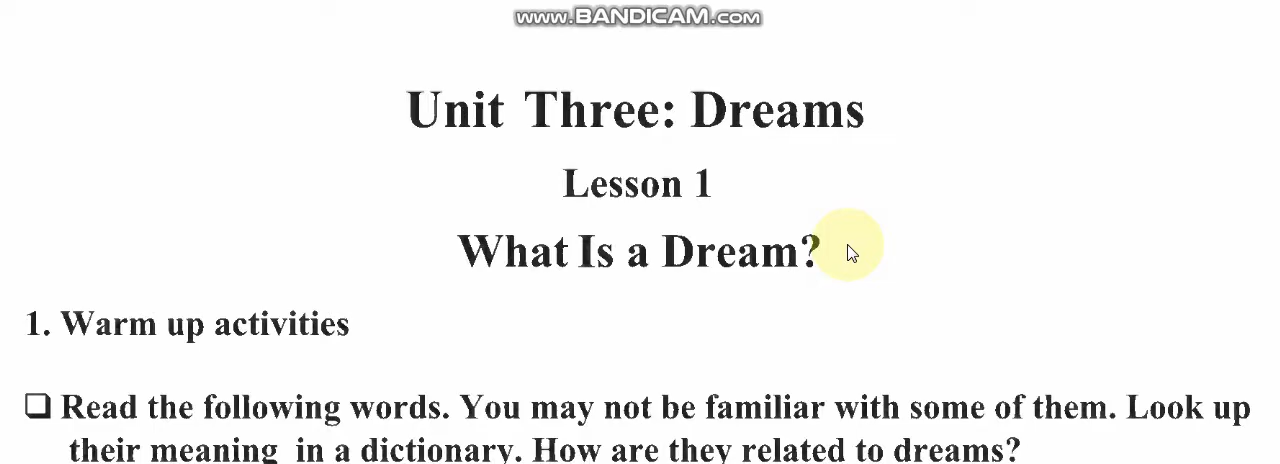 www.BANDICAM.com
Unit Three: Dreams
Lesson 1
What Is a Dream?
1. Warm up activities
❑ Read the following words. You may not be familiar with some of them. Look up
their meaning in a dictionary. How are they related to dreams?